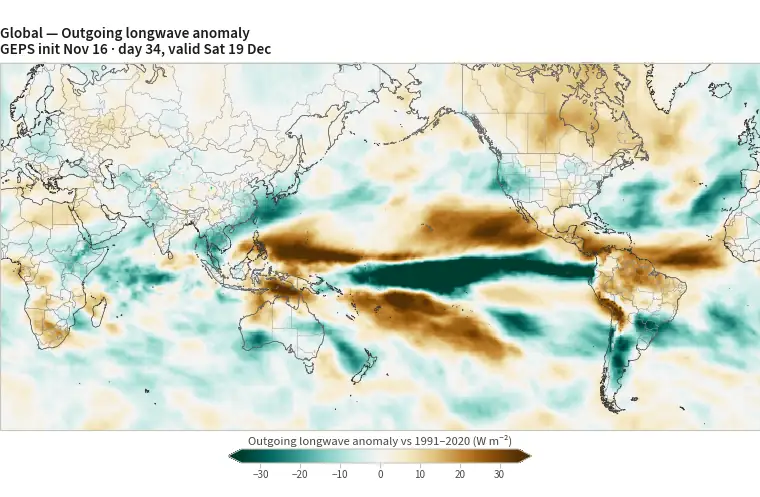 Global — Outgoing longwave anomaly
GEPS init Nov 16 · day 34, valid Sat 19 Dec
Outgoing longwave anomaly vs 1991–2020 (W m⁻²)
−30 −20 −10 0 10 20 30